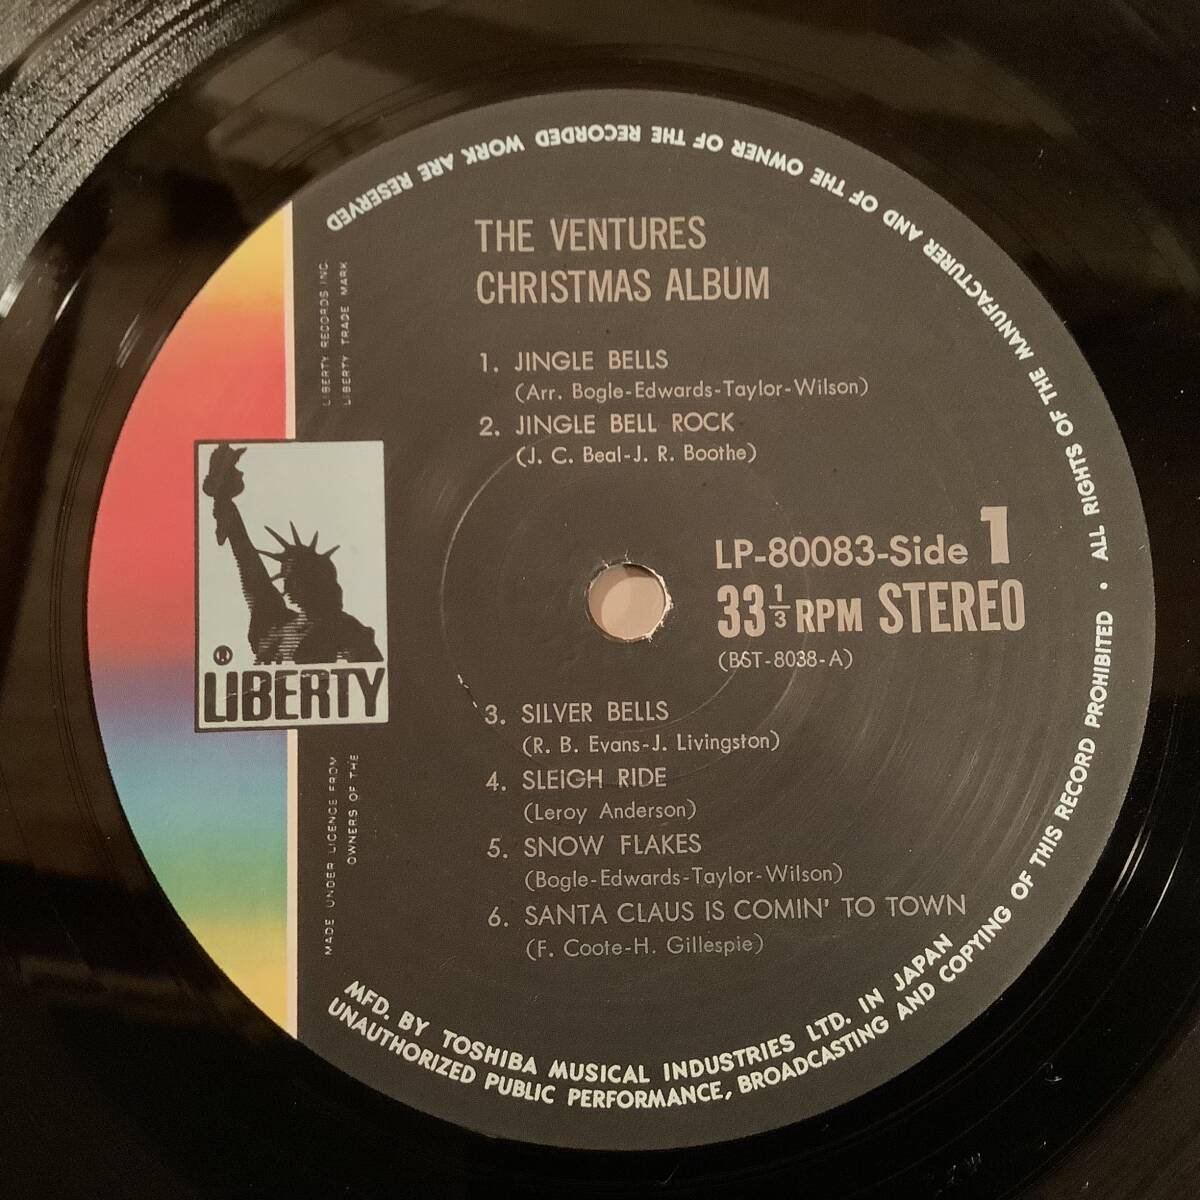 THE VENTURES
CHRISTMAS ALBUM
1. JINGLE BELLS
(Arr. Bogle-Edwards-Taylor-Wilson)
2. JINGLE BELL ROCK
(J. C. Beal-J. R. Boothe)
LP-80083-Side 1
33 1/3 RPM STEREO
(BST-8038-A)
3. SILVER BELLS
(R. B. Evans-J. Livingston)
4. SLEIGH RIDE
(Leroy Anderson)
5. SNOW FLAKES
(Bogle-Edwards-Taylor-Wilson)
6. SANTA CLAUS IS COMIN' TO TOWN
(F. Coote-H. Gillespie)
® LIBERTY
LIBERTY RECORDS INC.
LIBERTY TRADE MARK
MADE UNDER LICENCE FROM
OWNERS OF THE
MFD. BY TOSHIBA MUSICAL INDUSTRIES LTD. IN JAPAN
UNAUTHORIZED PUBLIC PERFORMANCE, BROADCASTING AND COPYING OF THIS RECORD PROHIBITED • ALL RIGHTS OF THE MANUFACTURER AND OF THE OWNER OF THE RECORDED WORK ARE RESERVED